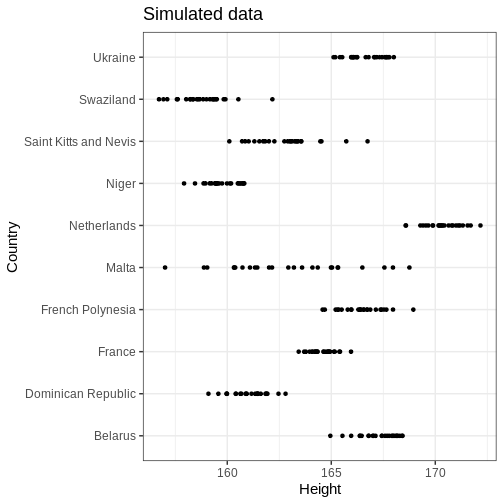 Simulated data
Country
Ukraine
Swaziland
Saint Kitts and Nevis
Niger
Netherlands
Malta
French Polynesia
France
Dominican Republic
Belarus
160 165 170
Height